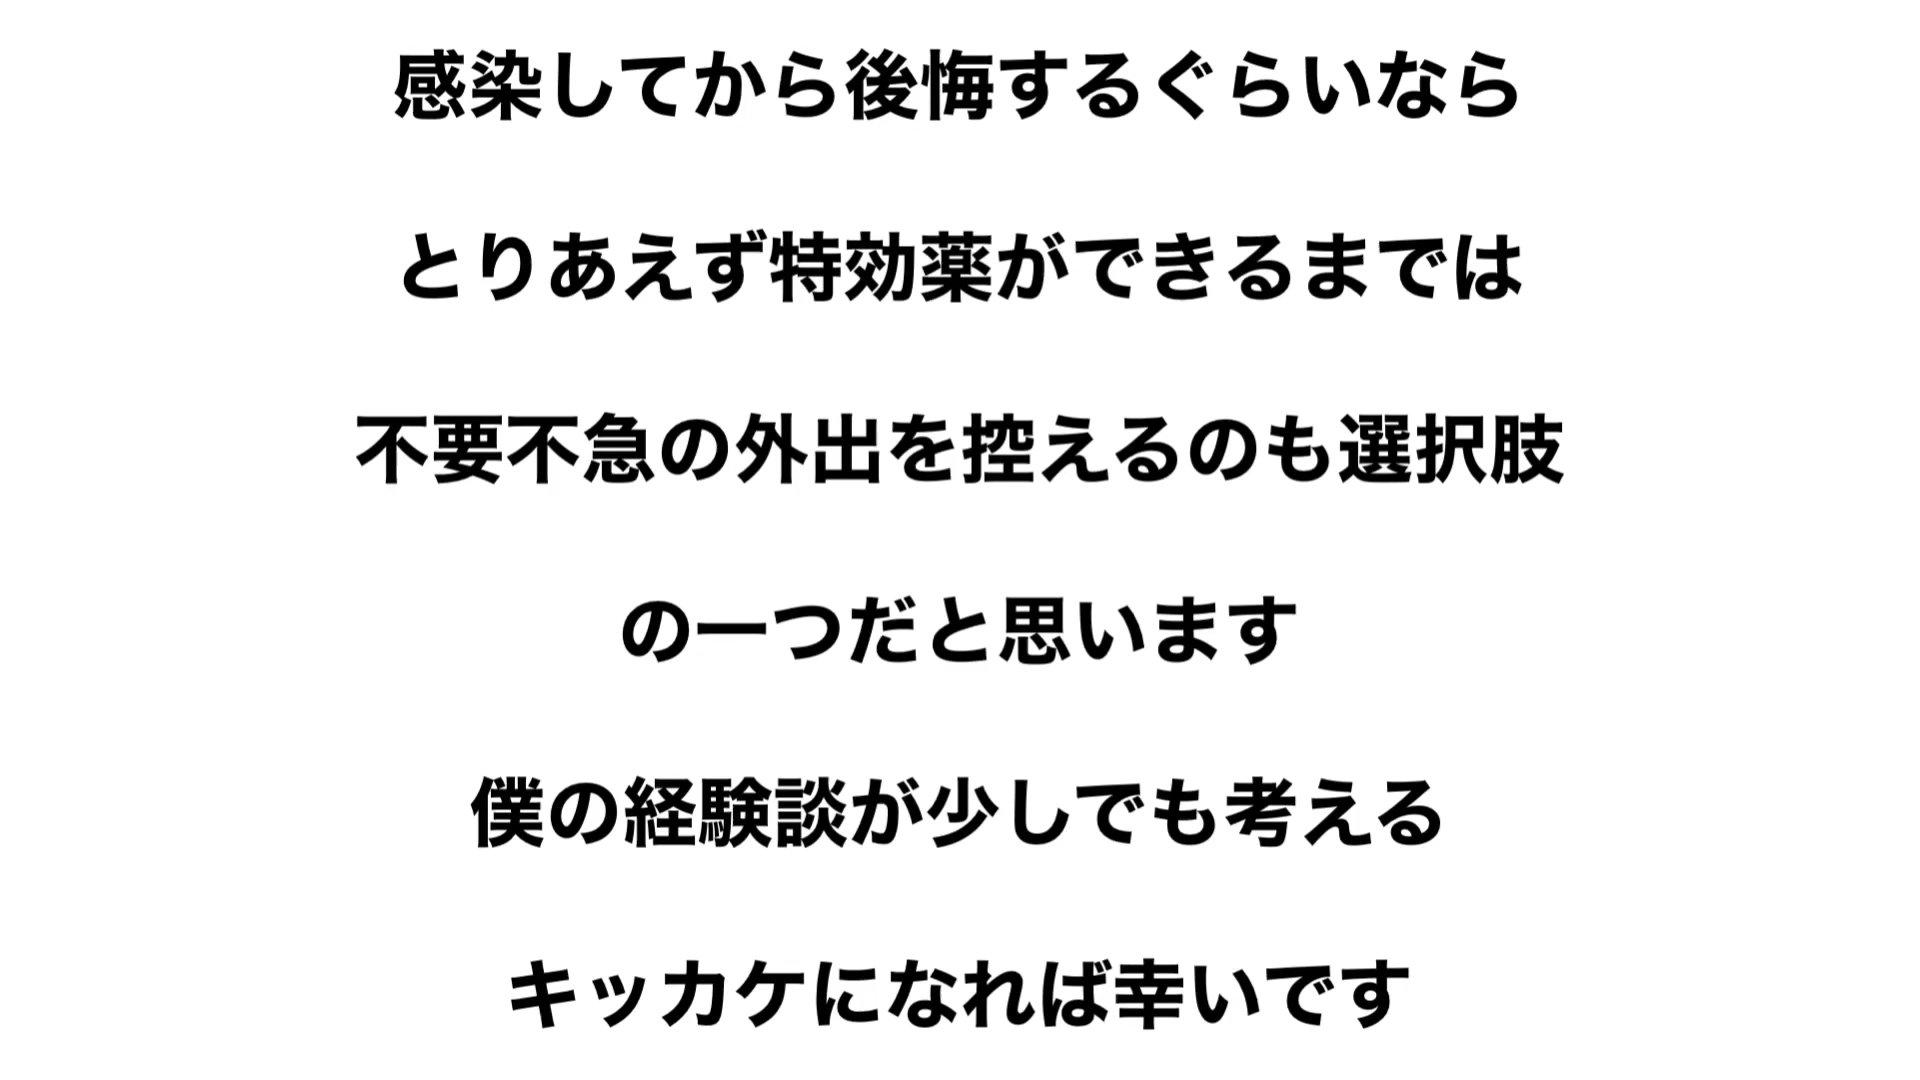 感染してから後悔するぐらいなら
とりあえず特効薬ができるまでは
不要不急の外出を控えるのも選択肢
の一つだと思います
僕の経験談が少しでも考える
キッカケになれば幸いです